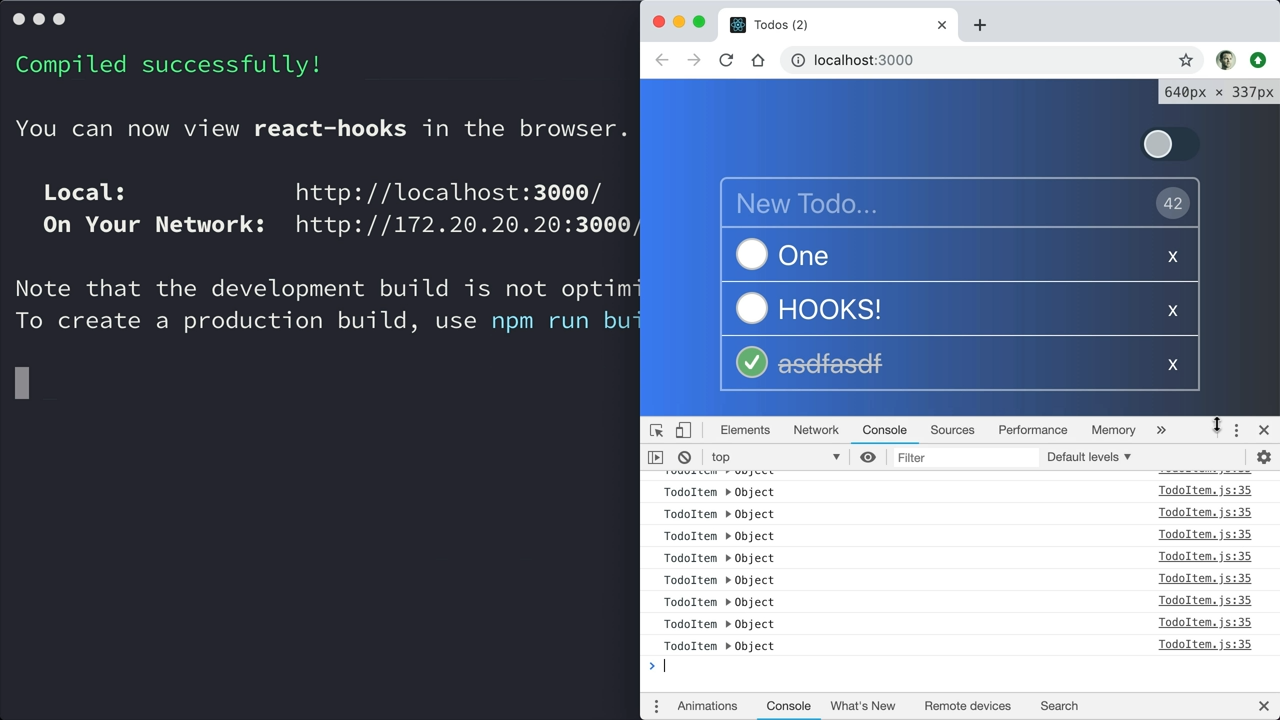 Compiled successfully!
You can now view react-hooks in the browser.
Local: http://localhost:3000/
On Your Network: http://172.20.20.20:3000/
Note that the development build is not optimi
To create a production build, use npm run bui
Todos (2)
localhost:3000
640px × 337px
New Todo... 42
One x
HOOKS! x
asdfasdf x
Elements Network Console Sources Performance Memory »
top Filter Default levels
TodoItem Object TodoItem.js:35
TodoItem Object TodoItem.js:35
TodoItem Object TodoItem.js:35
TodoItem Object TodoItem.js:35
TodoItem Object TodoItem.js:35
TodoItem Object TodoItem.js:35
TodoItem Object TodoItem.js:35
TodoItem Object TodoItem.js:35
TodoItem Object TodoItem.js:35
Animations Console What's New Remote devices Search